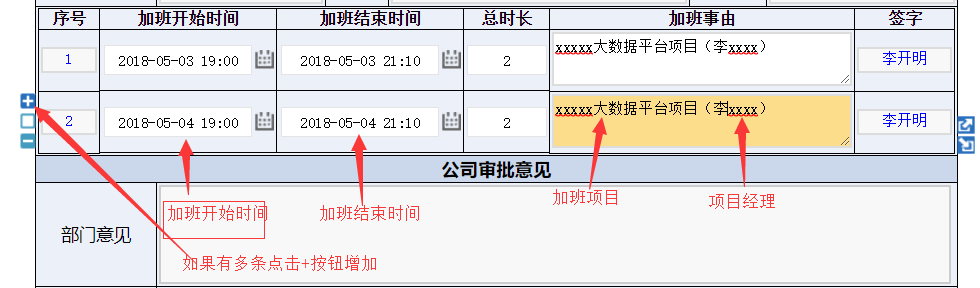 序号 加班开始时间 加班结束时间 总时长 加班事由 签字
1 2018-05-03 19:00 2018-05-03 21:10 2 xxxxx大数据平台项目（李xxxx） 李开明
2 2018-05-04 19:00 2018-05-04 21:10 2 xxxxx大数据平台项目（李xxxx） 李开明
公司审批意见
加班开始时间 加班结束时间 加班项目 项目经理
部门意见
如果有多条点击+按钮增加